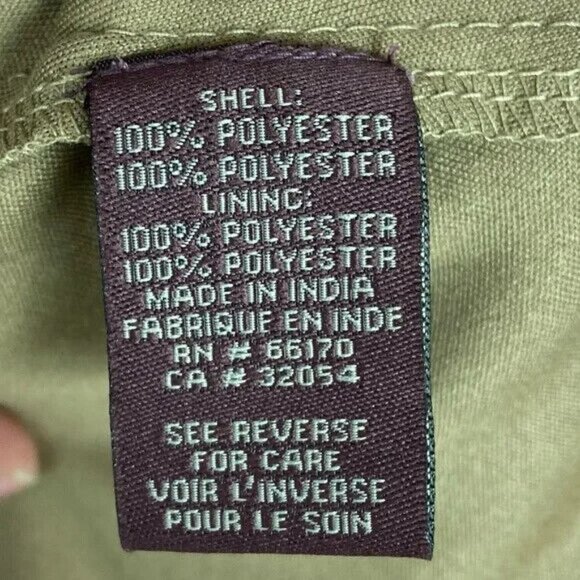 SHELL:
100% POLYESTER
100% POLYESTER
LINING:
100% POLYESTER
100% POLYESTER
MADE IN INDIA
FABRIQUE EN INDE
RN # 66170
CA # 32054
SEE REVERSE
FOR CARE
VOIR L'INVERSE
POUR LE SOIN